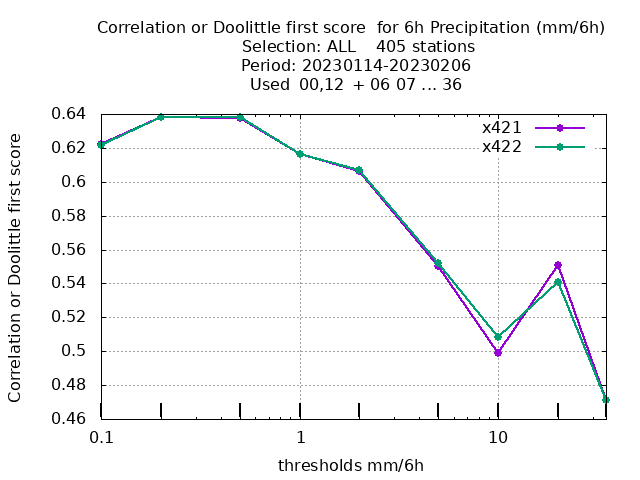 Correlation or Doolittle first score  for 6h Precipitation (mm/6h)
Selection: ALL    405 stations
Period: 20230114-20230206
Used  00,12  + 06 07 ... 36
x421
x422
Correlation or Doolittle first score
0.64
0.62
0.6
0.58
0.56
0.54
0.52
0.5
0.48
0.46
0.1 1 10
thresholds mm/6h